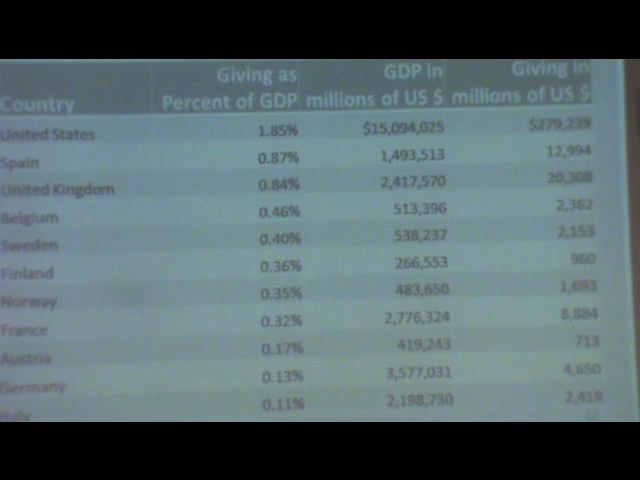 Country Giving as Percent of GDP GDP in millions of US $ Giving in millions of US $
United States 1.85% $15,094,025 $279,239
Spain 0.87% 1,493,513 12,994
United Kingdom 0.84% 2,417,570 20,308
Belgium 0.46% 513,396 2,362
Sweden 0.40% 538,237 2,153
Finland 0.36% 266,553 960
Norway 0.35% 483,650 1,693
France 0.32% 2,776,324 8,884
Austria 0.17% 419,243 713
Germany 0.13% 3,577,031 4,650
Italy 0.11% 2,198,730 2,419